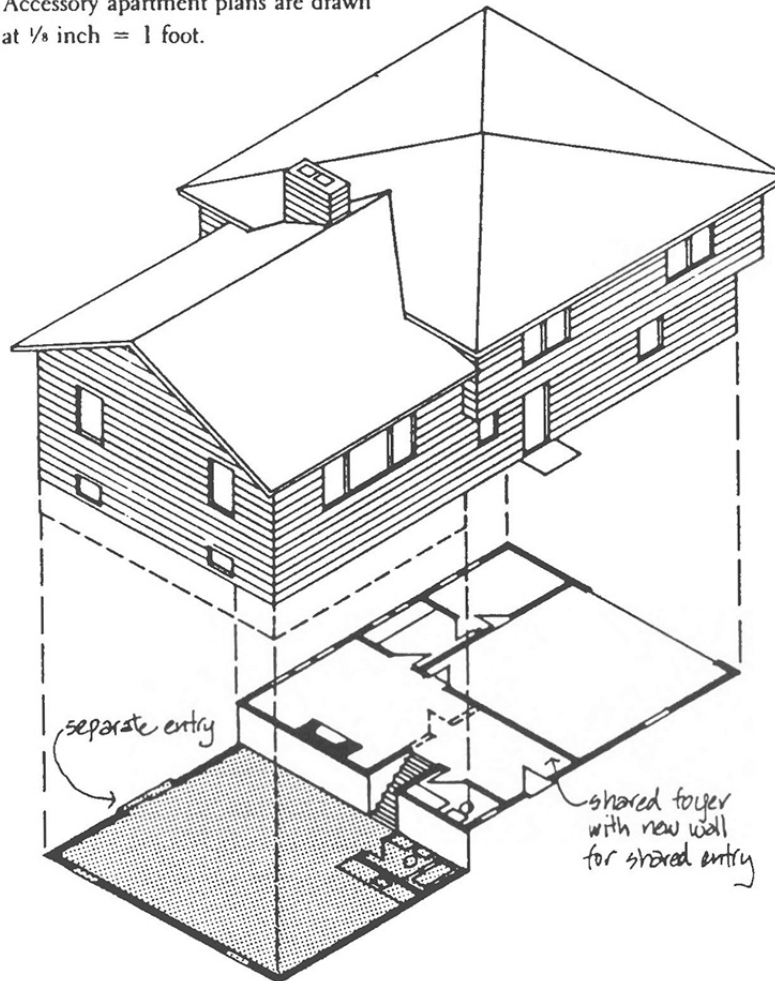 Accessory apartment plans are drawn
at ⅛ inch = 1 foot.
separate entry
shared foyer
with new wall
for shared entry